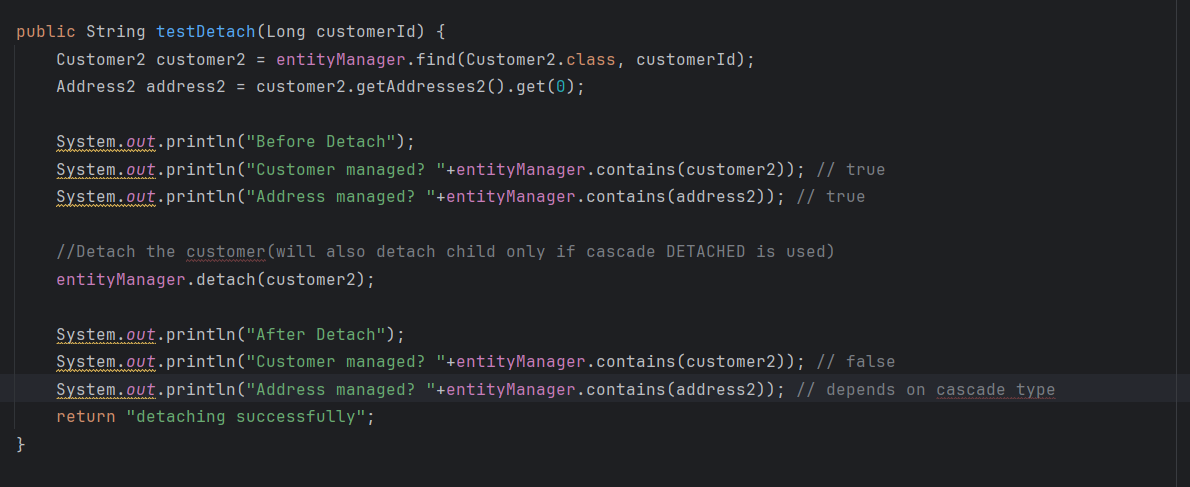 public String testDetach(Long customerId) {
    Customer2 customer2 = entityManager.find(Customer2.class, customerId);
    Address2 address2 = customer2.getAddresses2().get(0);
    System.out.println("Before Detach");
    System.out.println("Customer managed? "+entityManager.contains(customer2)); // true
    System.out.println("Address managed? "+entityManager.contains(address2)); // true
    //Detach the customer(will also detach child only if cascade DETACHED is used)
    entityManager.detach(customer2);
    System.out.println("After Detach");
    System.out.println("Customer managed? "+entityManager.contains(customer2)); // false
    System.out.println("Address managed? "+entityManager.contains(address2)); // depends on cascade type
    return "detaching successfully";
}